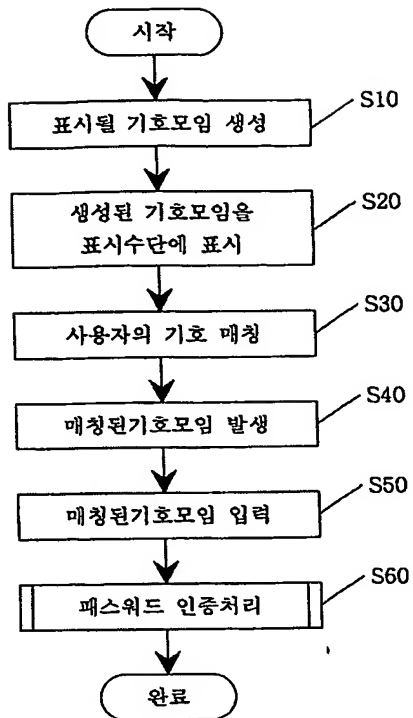 시작
표시될 기호모임 생성
S10
생성된 기호모임을
표시수단에 표시
S20
사용자의 기호 매칭
S30
매칭된기호모임 발생
S40
매칭된기호모임 입력
S50
패스워드 인증처리
S60
완료